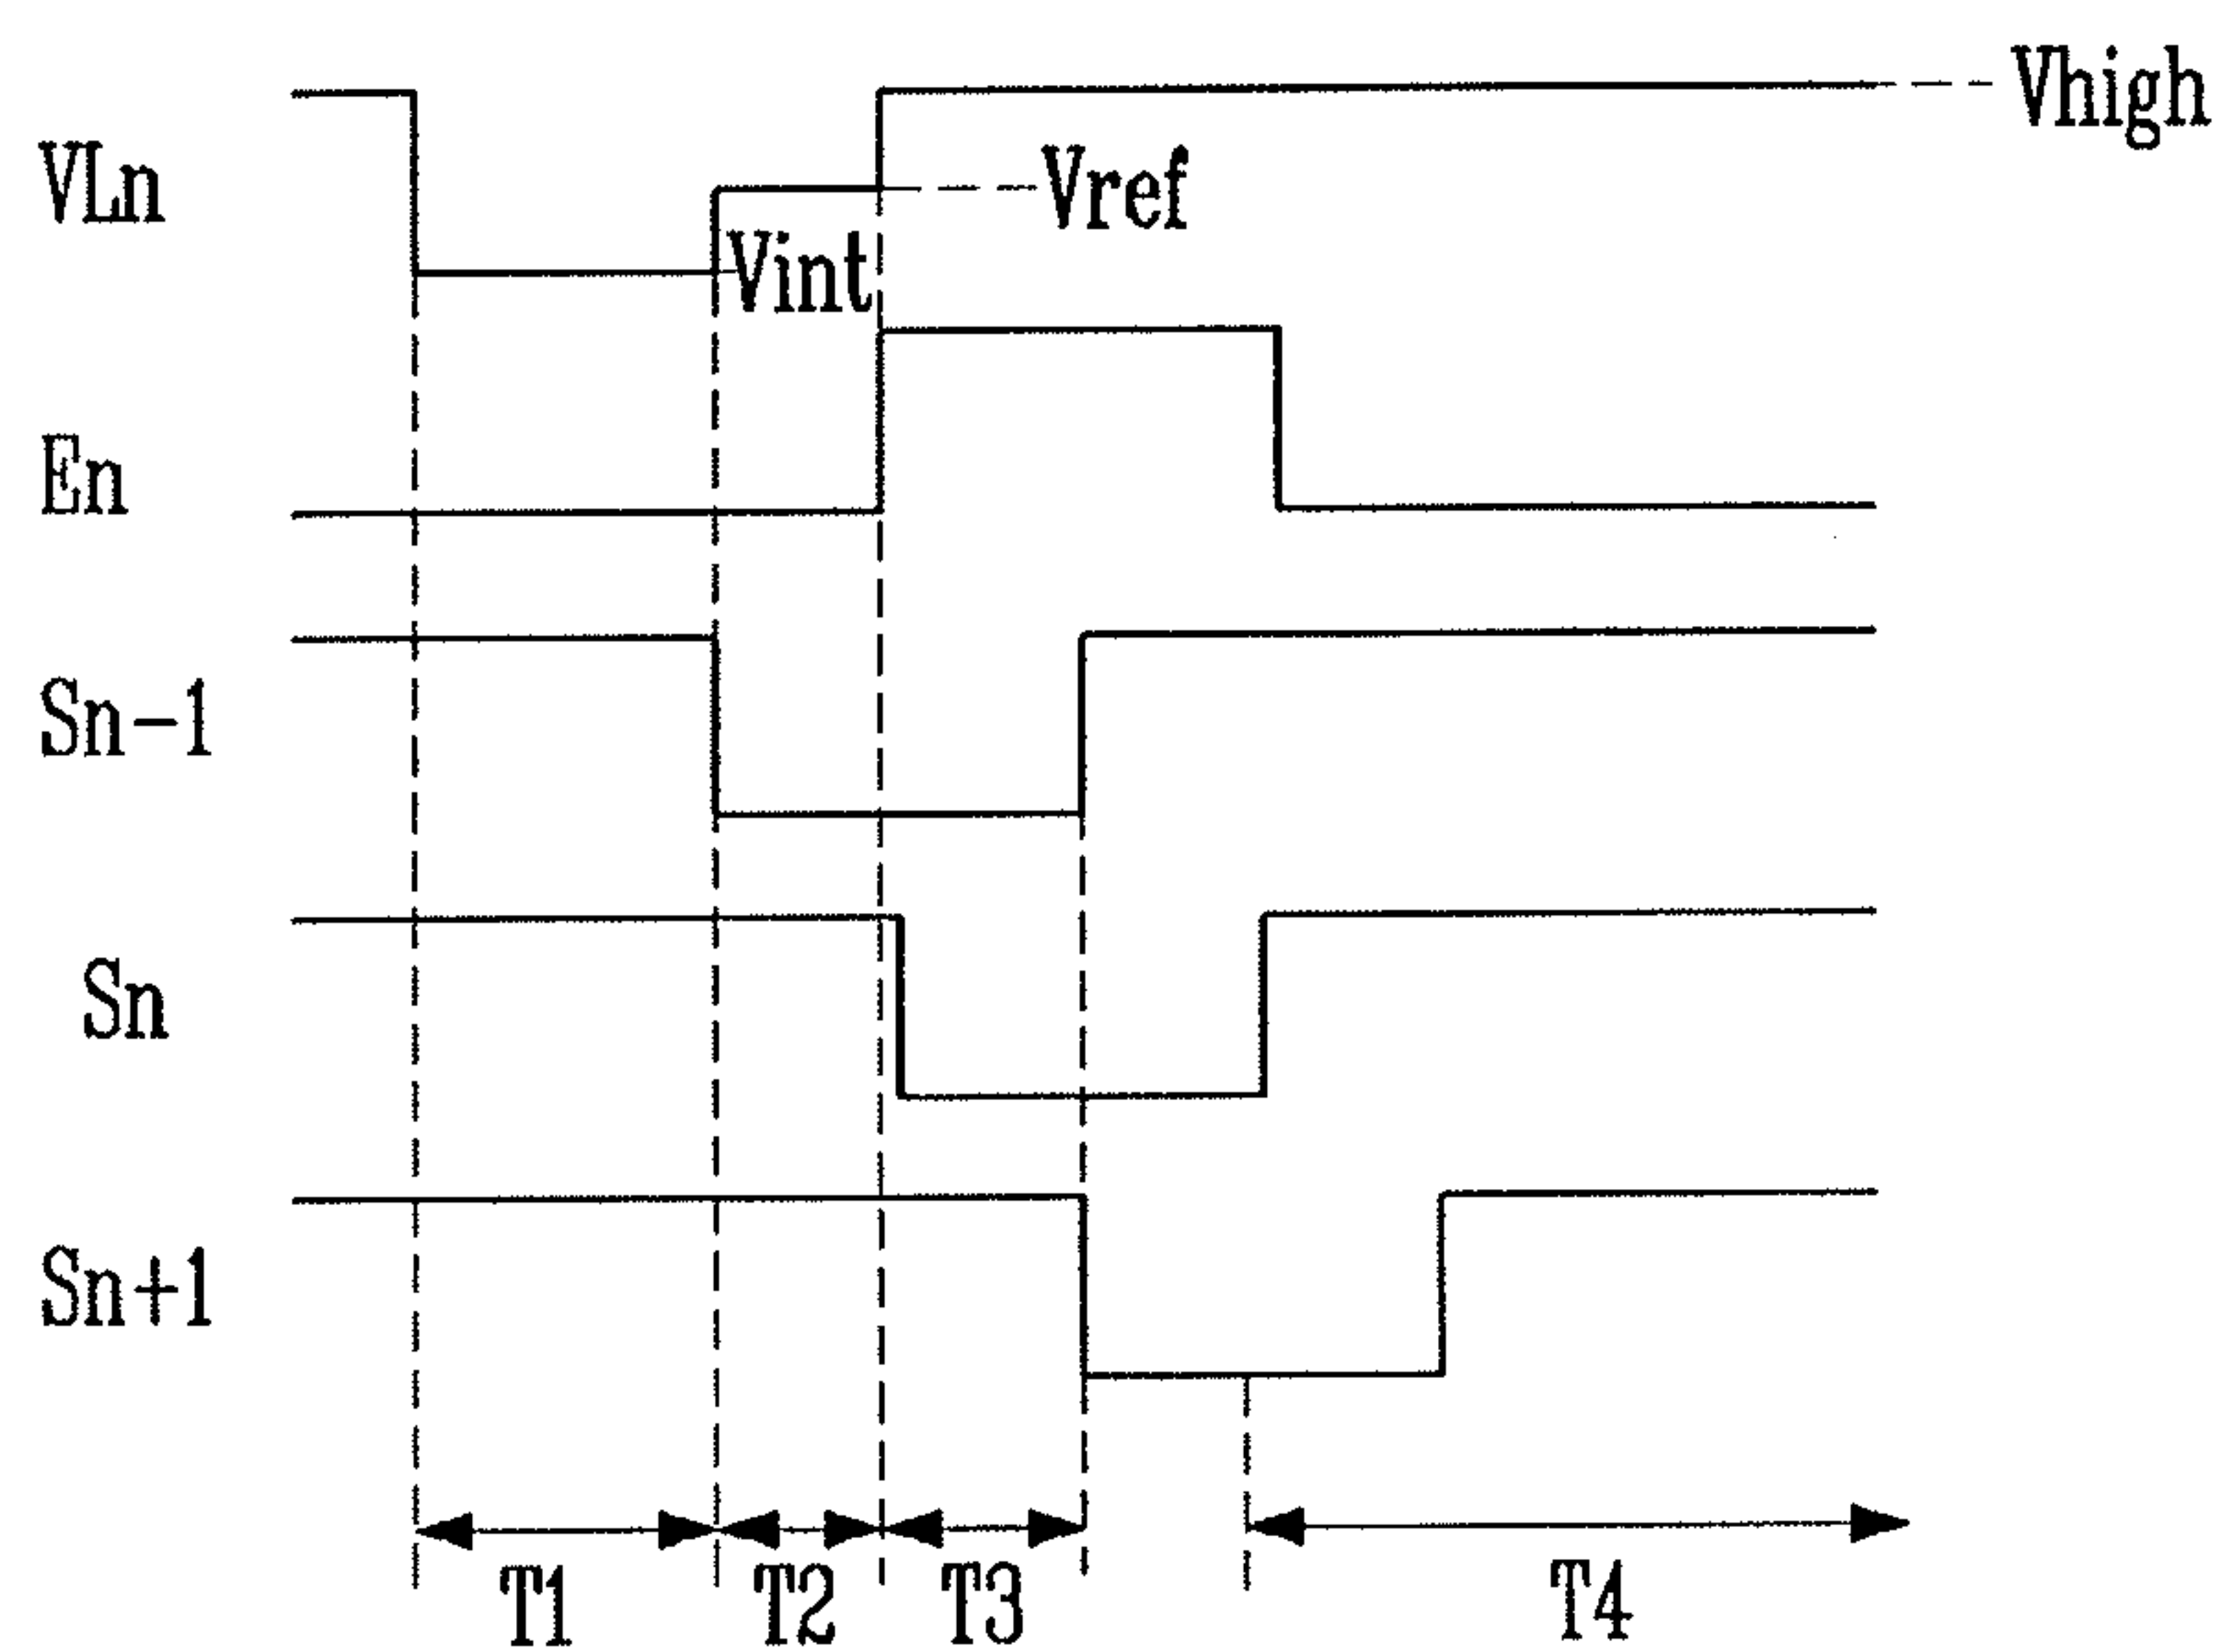 Vhigh
VLn
Vref
Vint
En
Sn-1
Sn
Sn+1
T1 T2 T3 T4